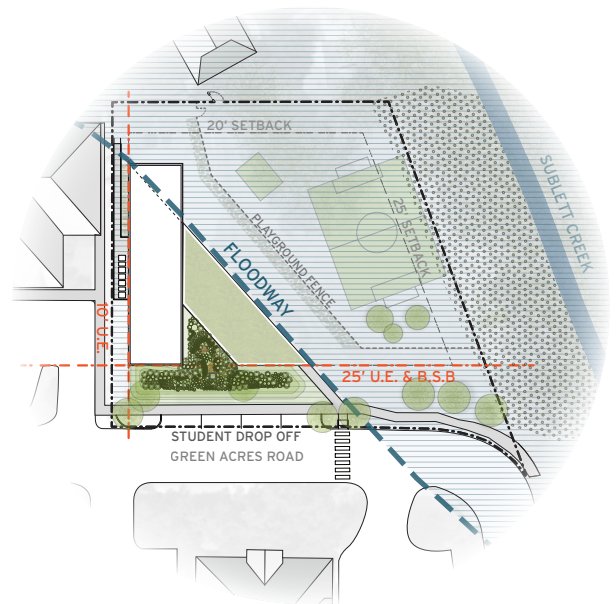 20' SETBACK
SUBLETT CREEK
25' SETBACK
PLAYGROUND FENCE
FLOODWAY
10' U.E.
25' U.E. & B.S.B
STUDENT DROP OFF
GREEN ACRES ROAD